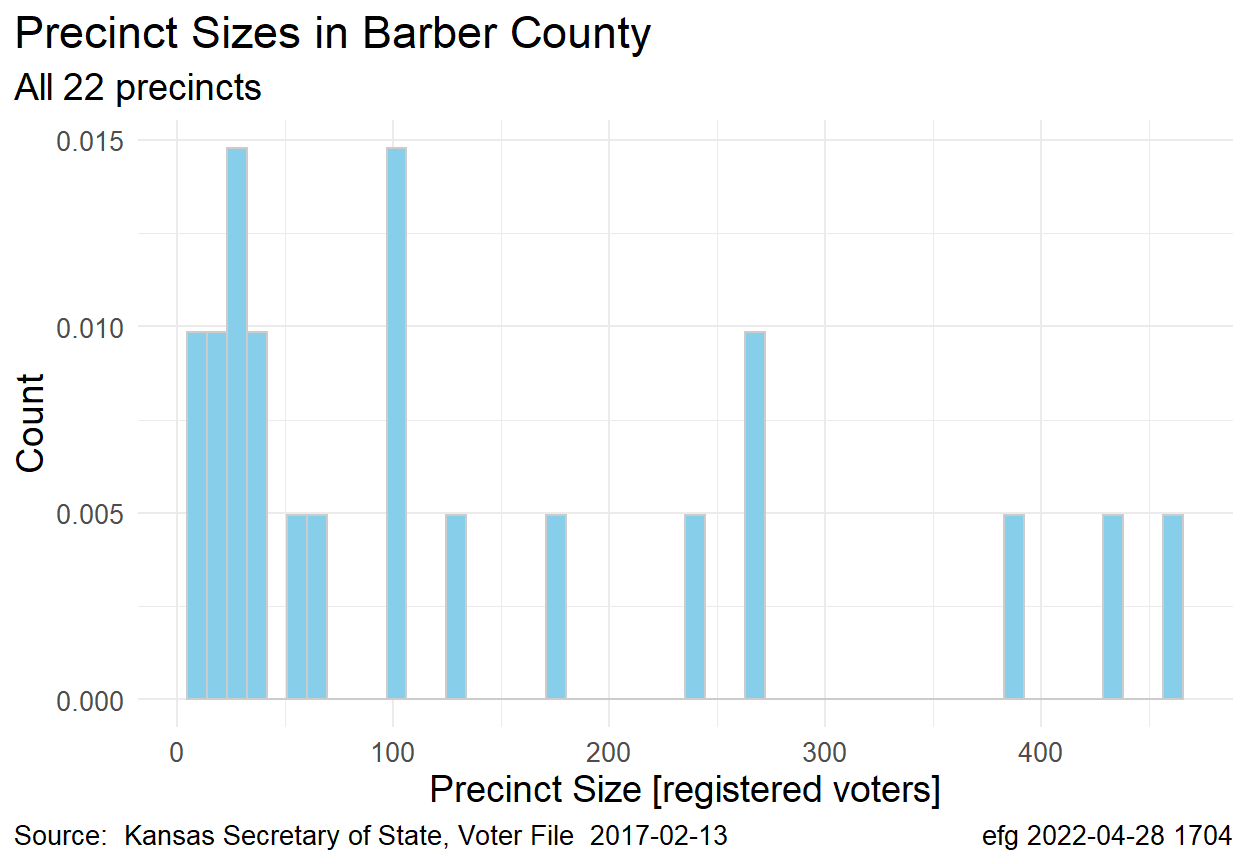 Precinct Sizes in Barber County
All 22 precincts
0.015
0.010
0.005
0.000
Count
0 100 200 300 400
Precinct Size [registered voters]
Source:  Kansas Secretary of State, Voter File  2017-02-13 efg 2022-04-28 1704